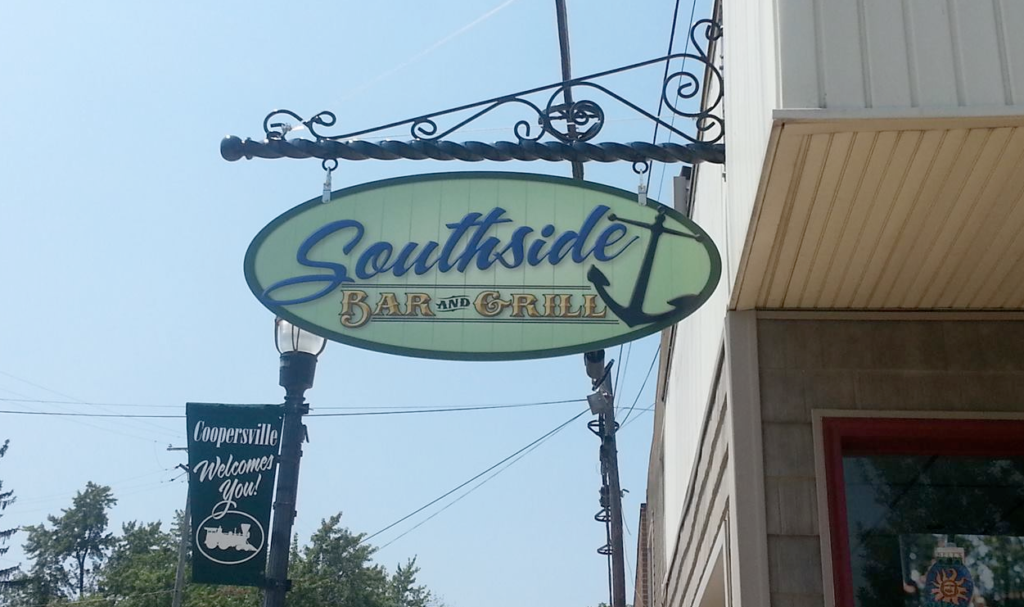 Southside
BAR AND GRILL
Coopersville
Welcomes
You!